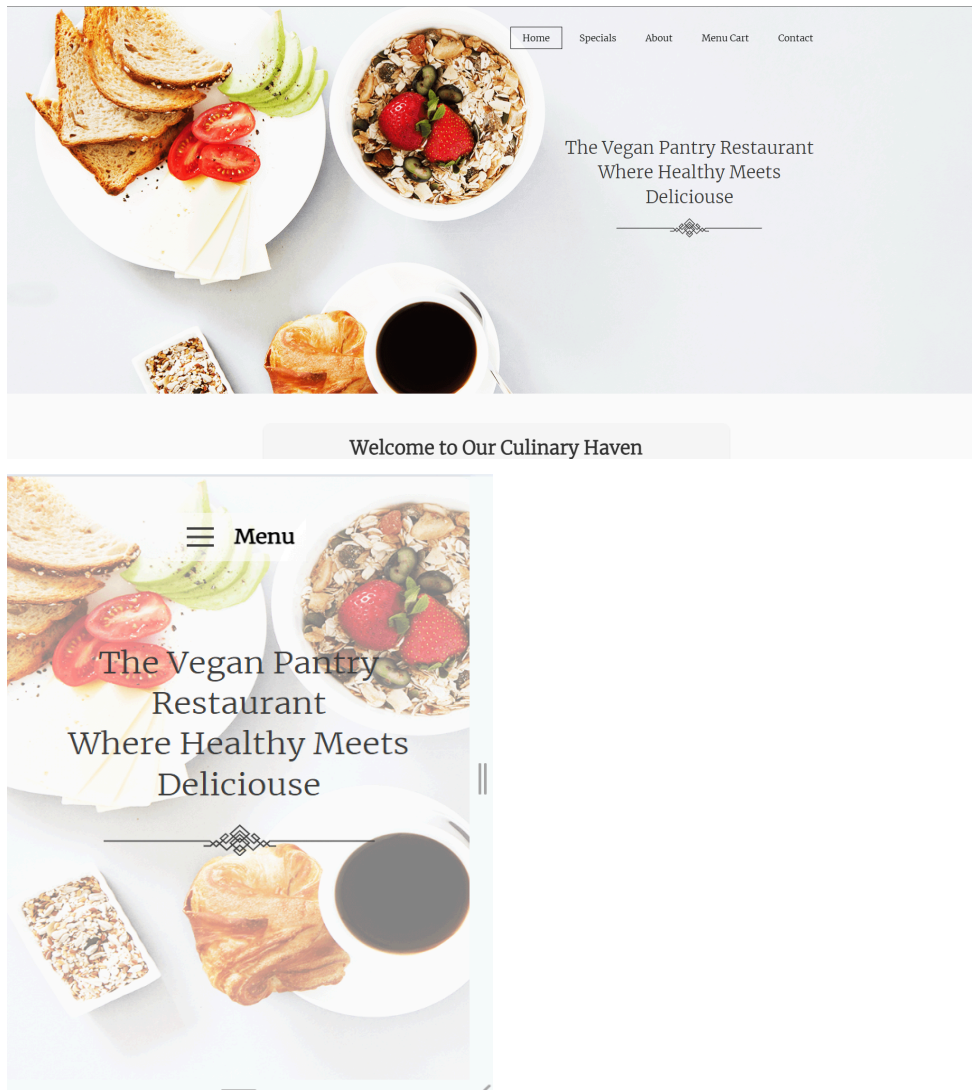 Home Specials About Menu Cart Contact
The Vegan Pantry Restaurant
Where Healthy Meets
Deliciouse
Welcome to Our Culinary Haven
Menu
The Vegan Pantry
Restaurant
Where Healthy Meets
Deliciouse